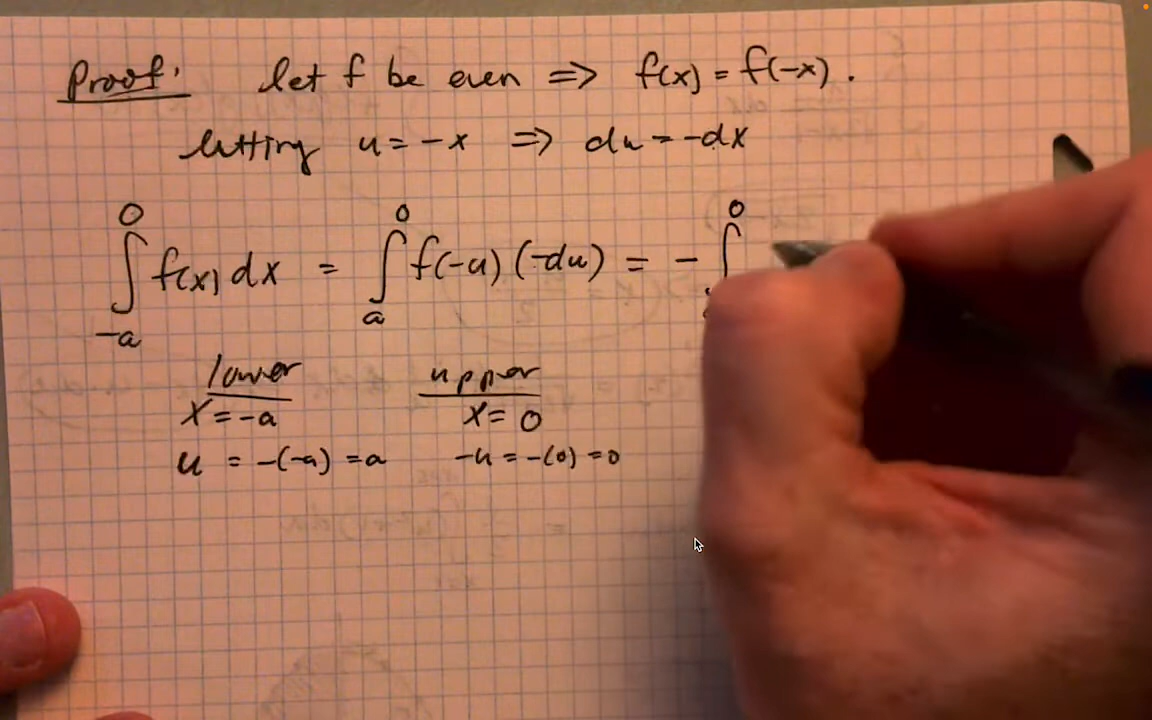 Proof. let f be even => f(x) = f(-x).
letting u = -x => du = -dx
∫_{-a}^{0} f(x) dx = ∫_{a}^{0} f(-u) (-du) = - ∫^{0}
lower upper
x = -a x = 0
u = -(-a) = a -u = -(0) = 0